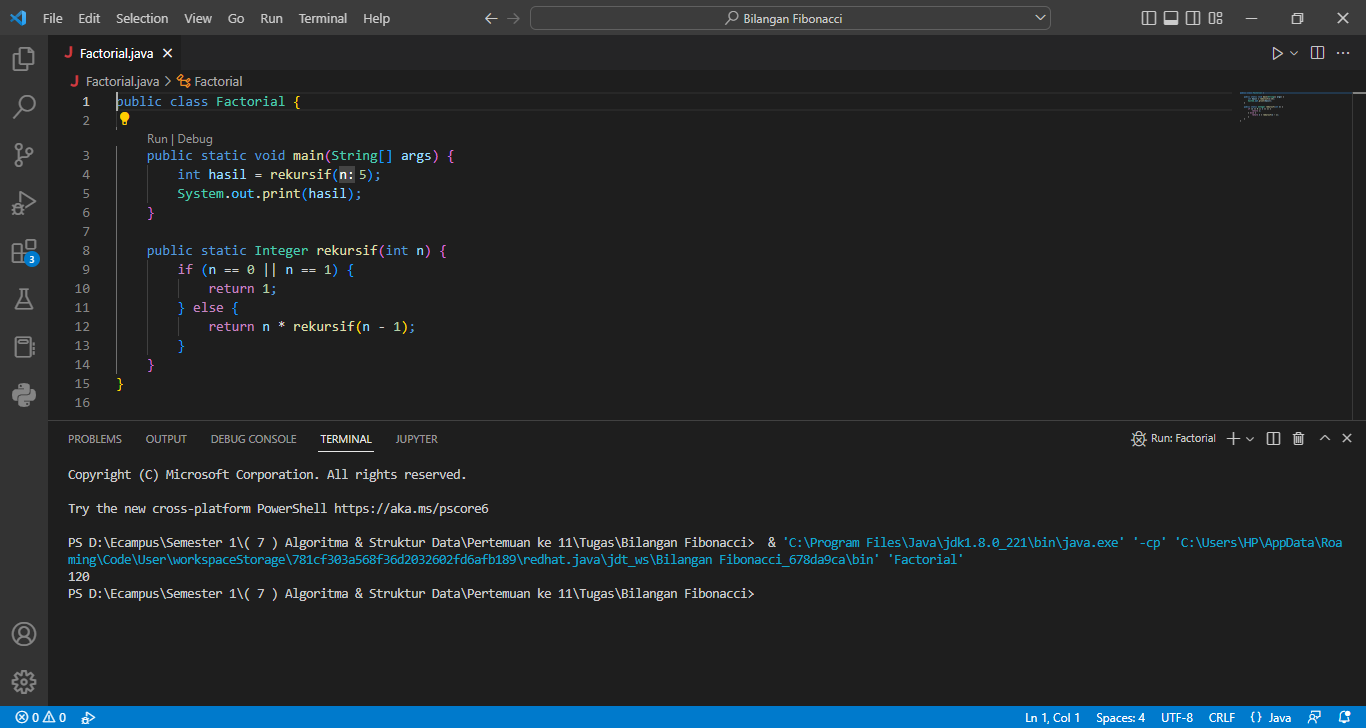 File Edit Selection View Go Run Terminal Help
Bilangan Fibonacci
Factorial.java
Factorial.java > Factorial
1 public class Factorial {
2
Run | Debug
3 public static void main(String[] args) {
4 int hasil = rekursif(n: 5);
5 System.out.print(hasil);
6 }
7
8 public static Integer rekursif(int n) {
9 if (n == 0 || n == 1) {
10 return 1;
11 } else {
12 return n * rekursif(n - 1);
13 }
14 }
15 }
16
3
PROBLEMS OUTPUT DEBUG CONSOLE TERMINAL JUPYTER
Run: Factorial
Copyright (C) Microsoft Corporation. All rights reserved.
Try the new cross-platform PowerShell https://aka.ms/pscore6
PS D:\Ecampus\Semester 1\( 7 ) Algoritma & Struktur Data\Pertemuan ke 11\Tugas\Bilangan Fibonacci>  & 'C:\Program Files\Java\jdk1.8.0_221\bin\java.exe' '-cp' 'C:\Users\HP\AppData\Roa
ming\Code\User\workspaceStorage\781cf303a568f36d2032602fd6afb189\redhat.java\jdt_ws\Bilangan Fibonacci_678da9ca\bin' 'Factorial'
120
PS D:\Ecampus\Semester 1\( 7 ) Algoritma & Struktur Data\Pertemuan ke 11\Tugas\Bilangan Fibonacci>
0 0
Ln 1, Col 1 Spaces: 4 UTF-8 CRLF {} Java